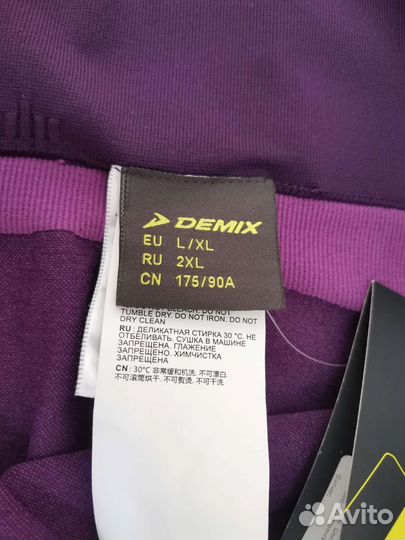 DEMIX
EU L/XL
RU 2XL
CN 175/90A
BLEACH. DO NOT
TUMBLE DRY. DO NOT IRON. DO NOT
DRY CLEAN
RU : ДЕЛИКАТНАЯ СТИРКА 30 °C. НЕ
ОТБЕЛИВАТЬ. СУШКА В МАШИНЕ
ЗАПРЕЩЕНА. ГЛАЖЕНИЕ
ЗАПРЕЩЕНО. ХИМЧИСТКА
ЗАПРЕЩЕНА.
CN : 30°C 非常缓和机洗. 不可漂白.
不可滚筒烘干. 不可熨烫. 不可干洗
Avito